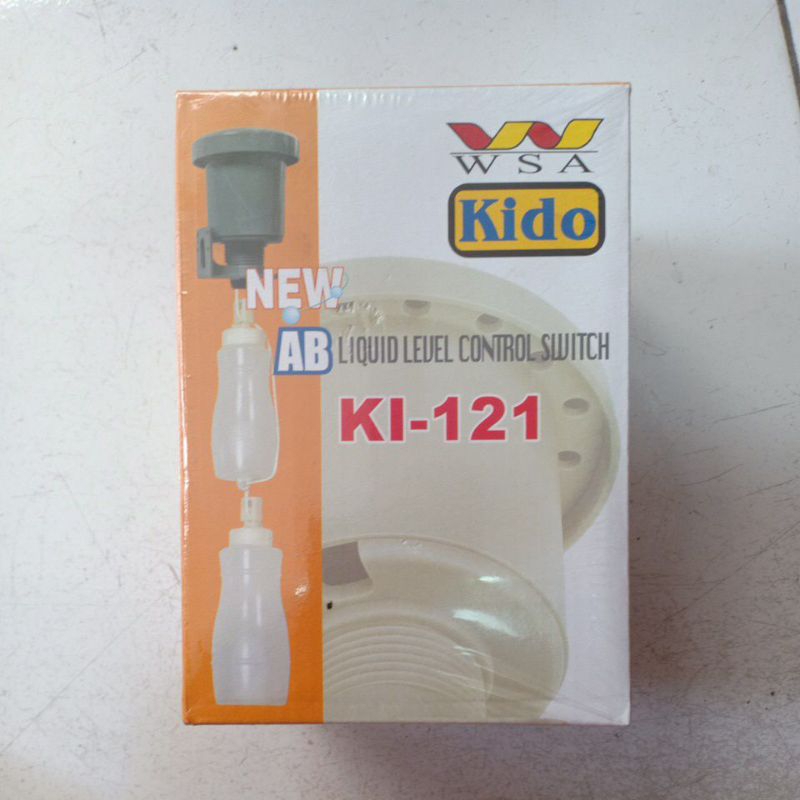 WSA
Kido
NEW
AB LIQUID LEVEL CONTROL SWITCH
KI-121